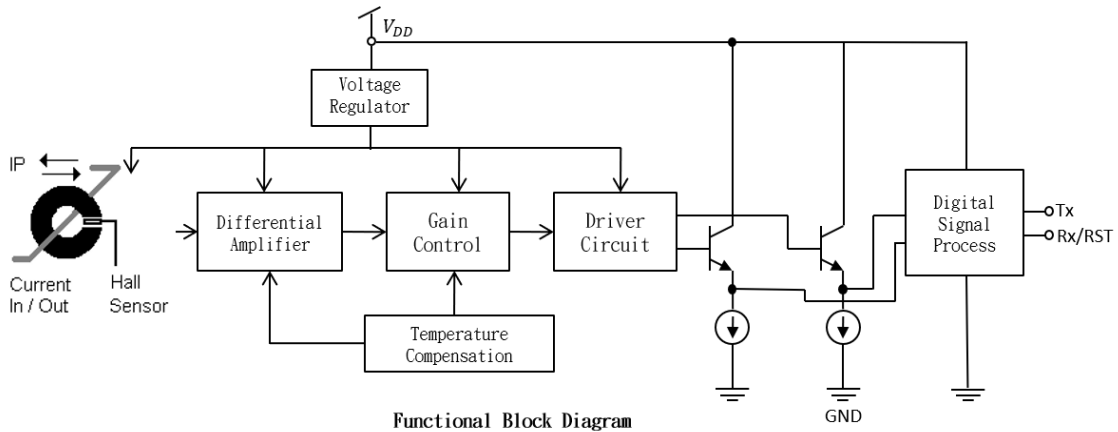 V_DD
Voltage
Regulator
IP
Differential
Amplifier
Gain
Control
Driver
Circuit
Digital
Signal
Process
Tx
Rx/RST
Current
In / Out
Hall
Sensor
Temperature
Compensation
GND
Functional Block Diagram